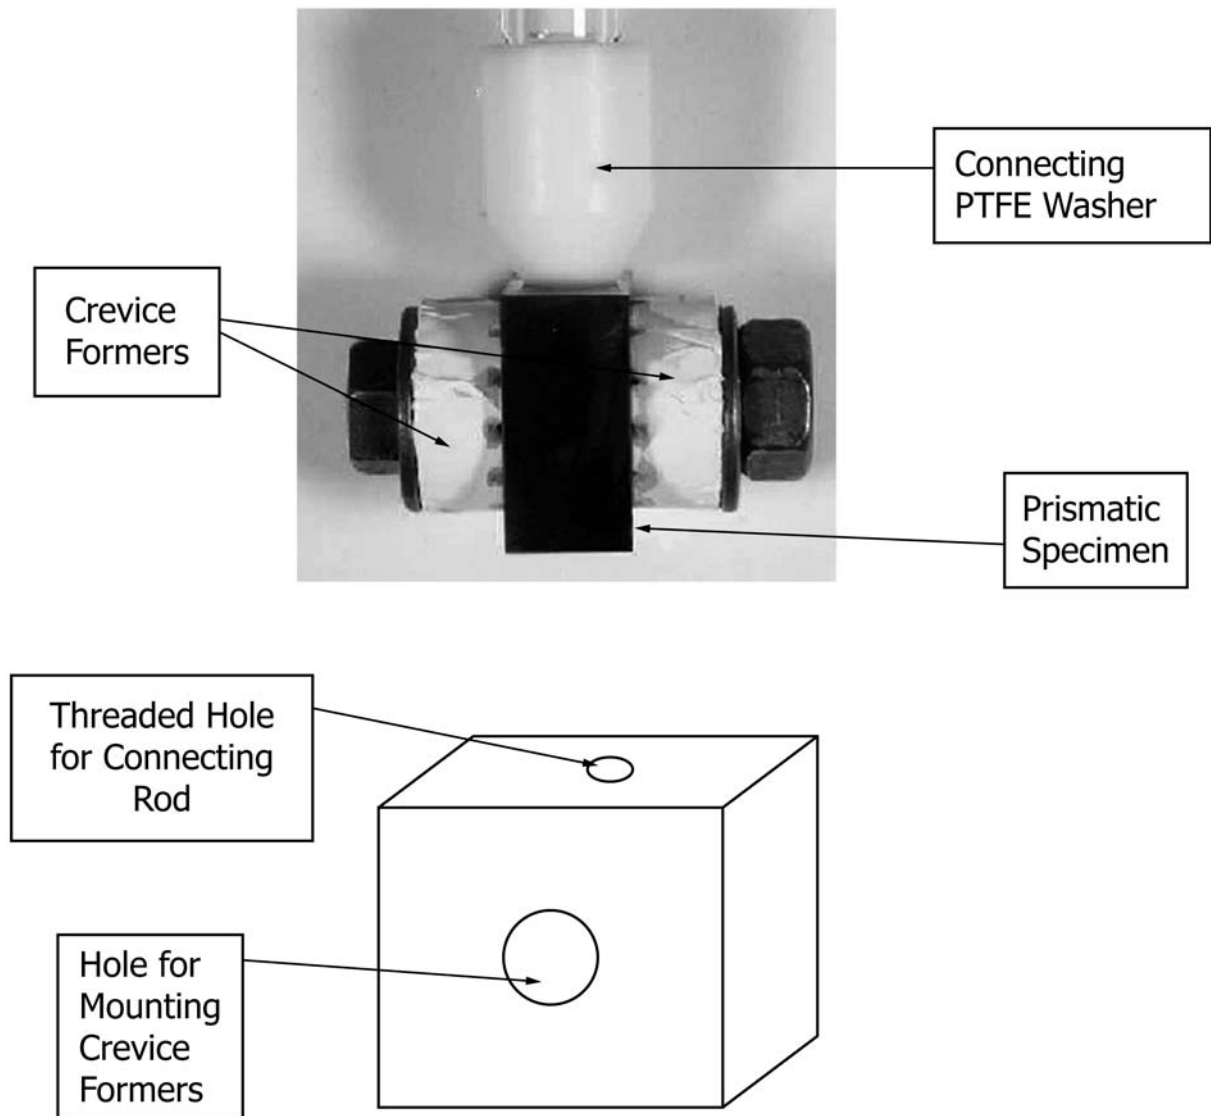 Connecting
PTFE Washer
Crevice
Formers
Prismatic
Specimen
Threaded Hole
for Connecting
Rod
Hole for
Mounting
Crevice
Formers